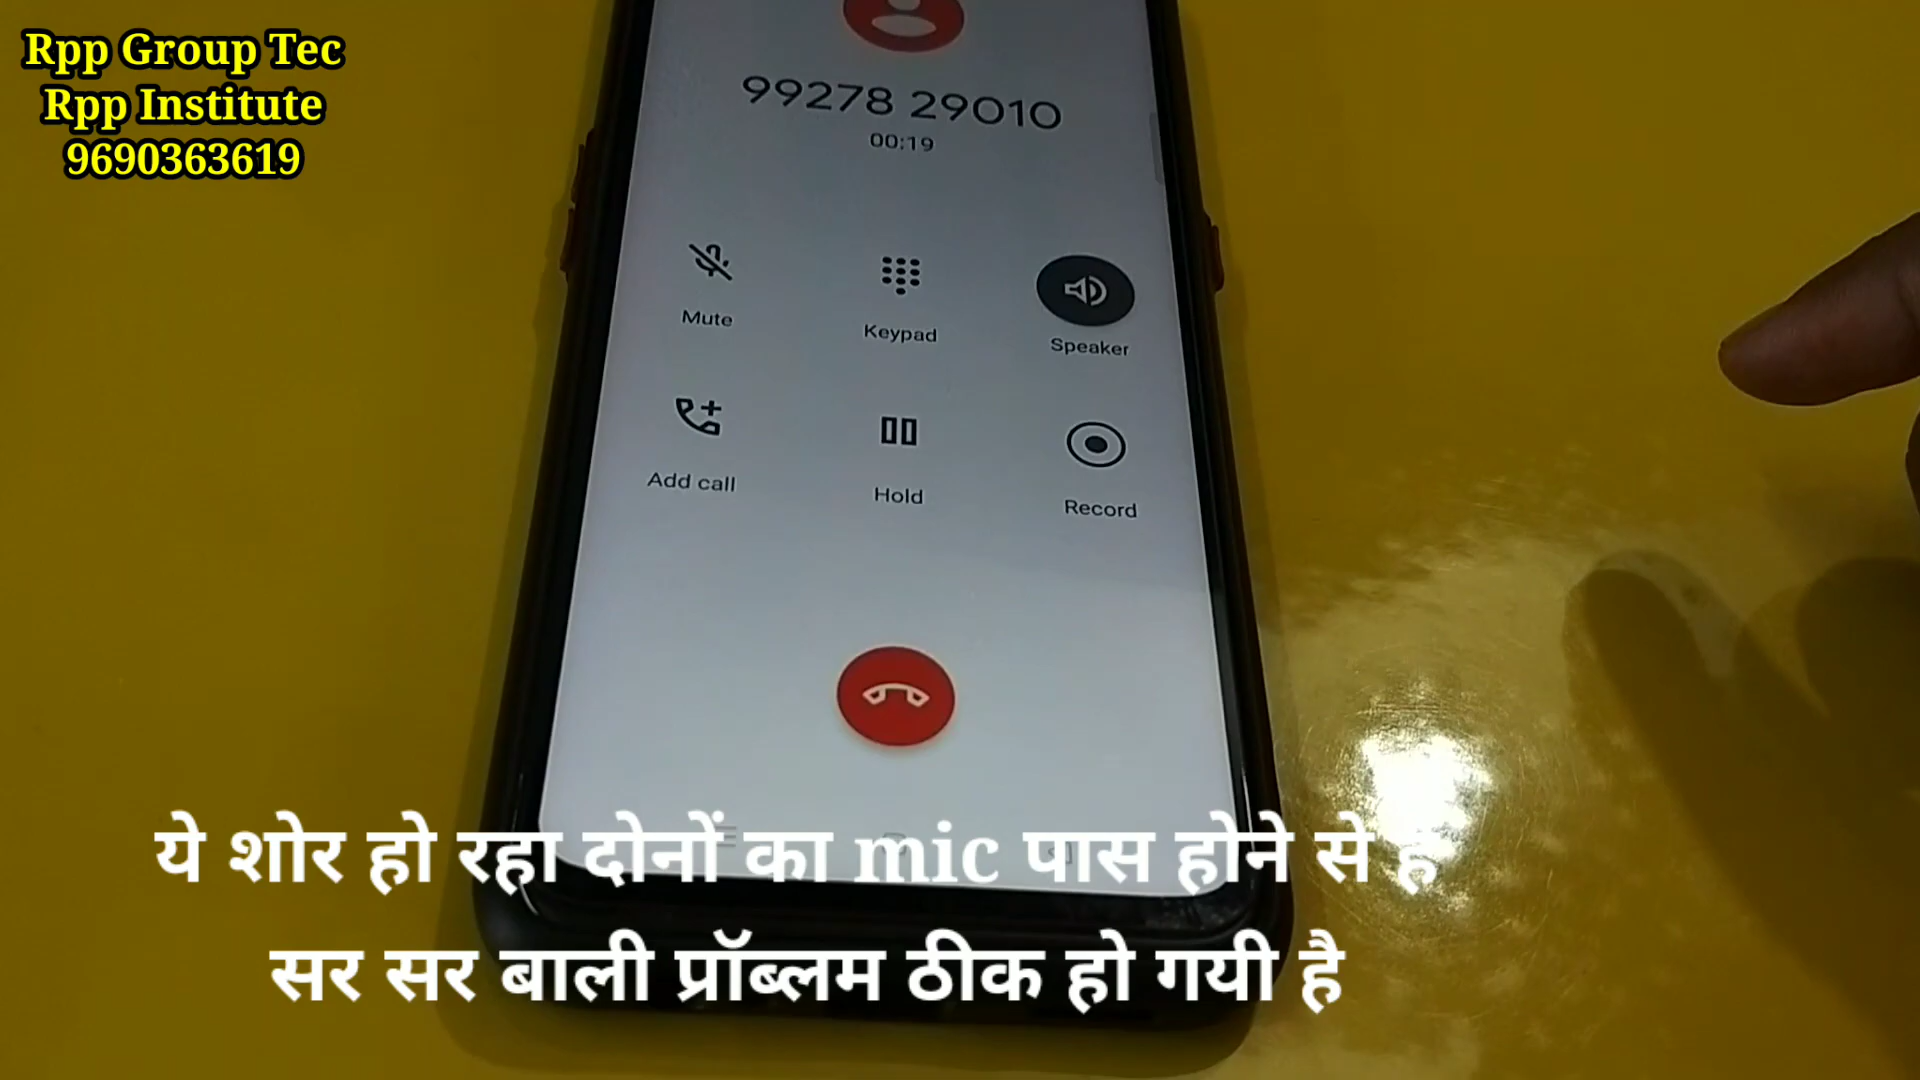 Rpp Group Tec
Rpp Institute
9690363619
99278 29010
00:19
Mute
Keypad
Speaker
Add call
Hold
Record
ये शोर हो रहा दोनों का mic पास होने से है
सर सर बाली प्रॉब्लम ठीक हो गयी है